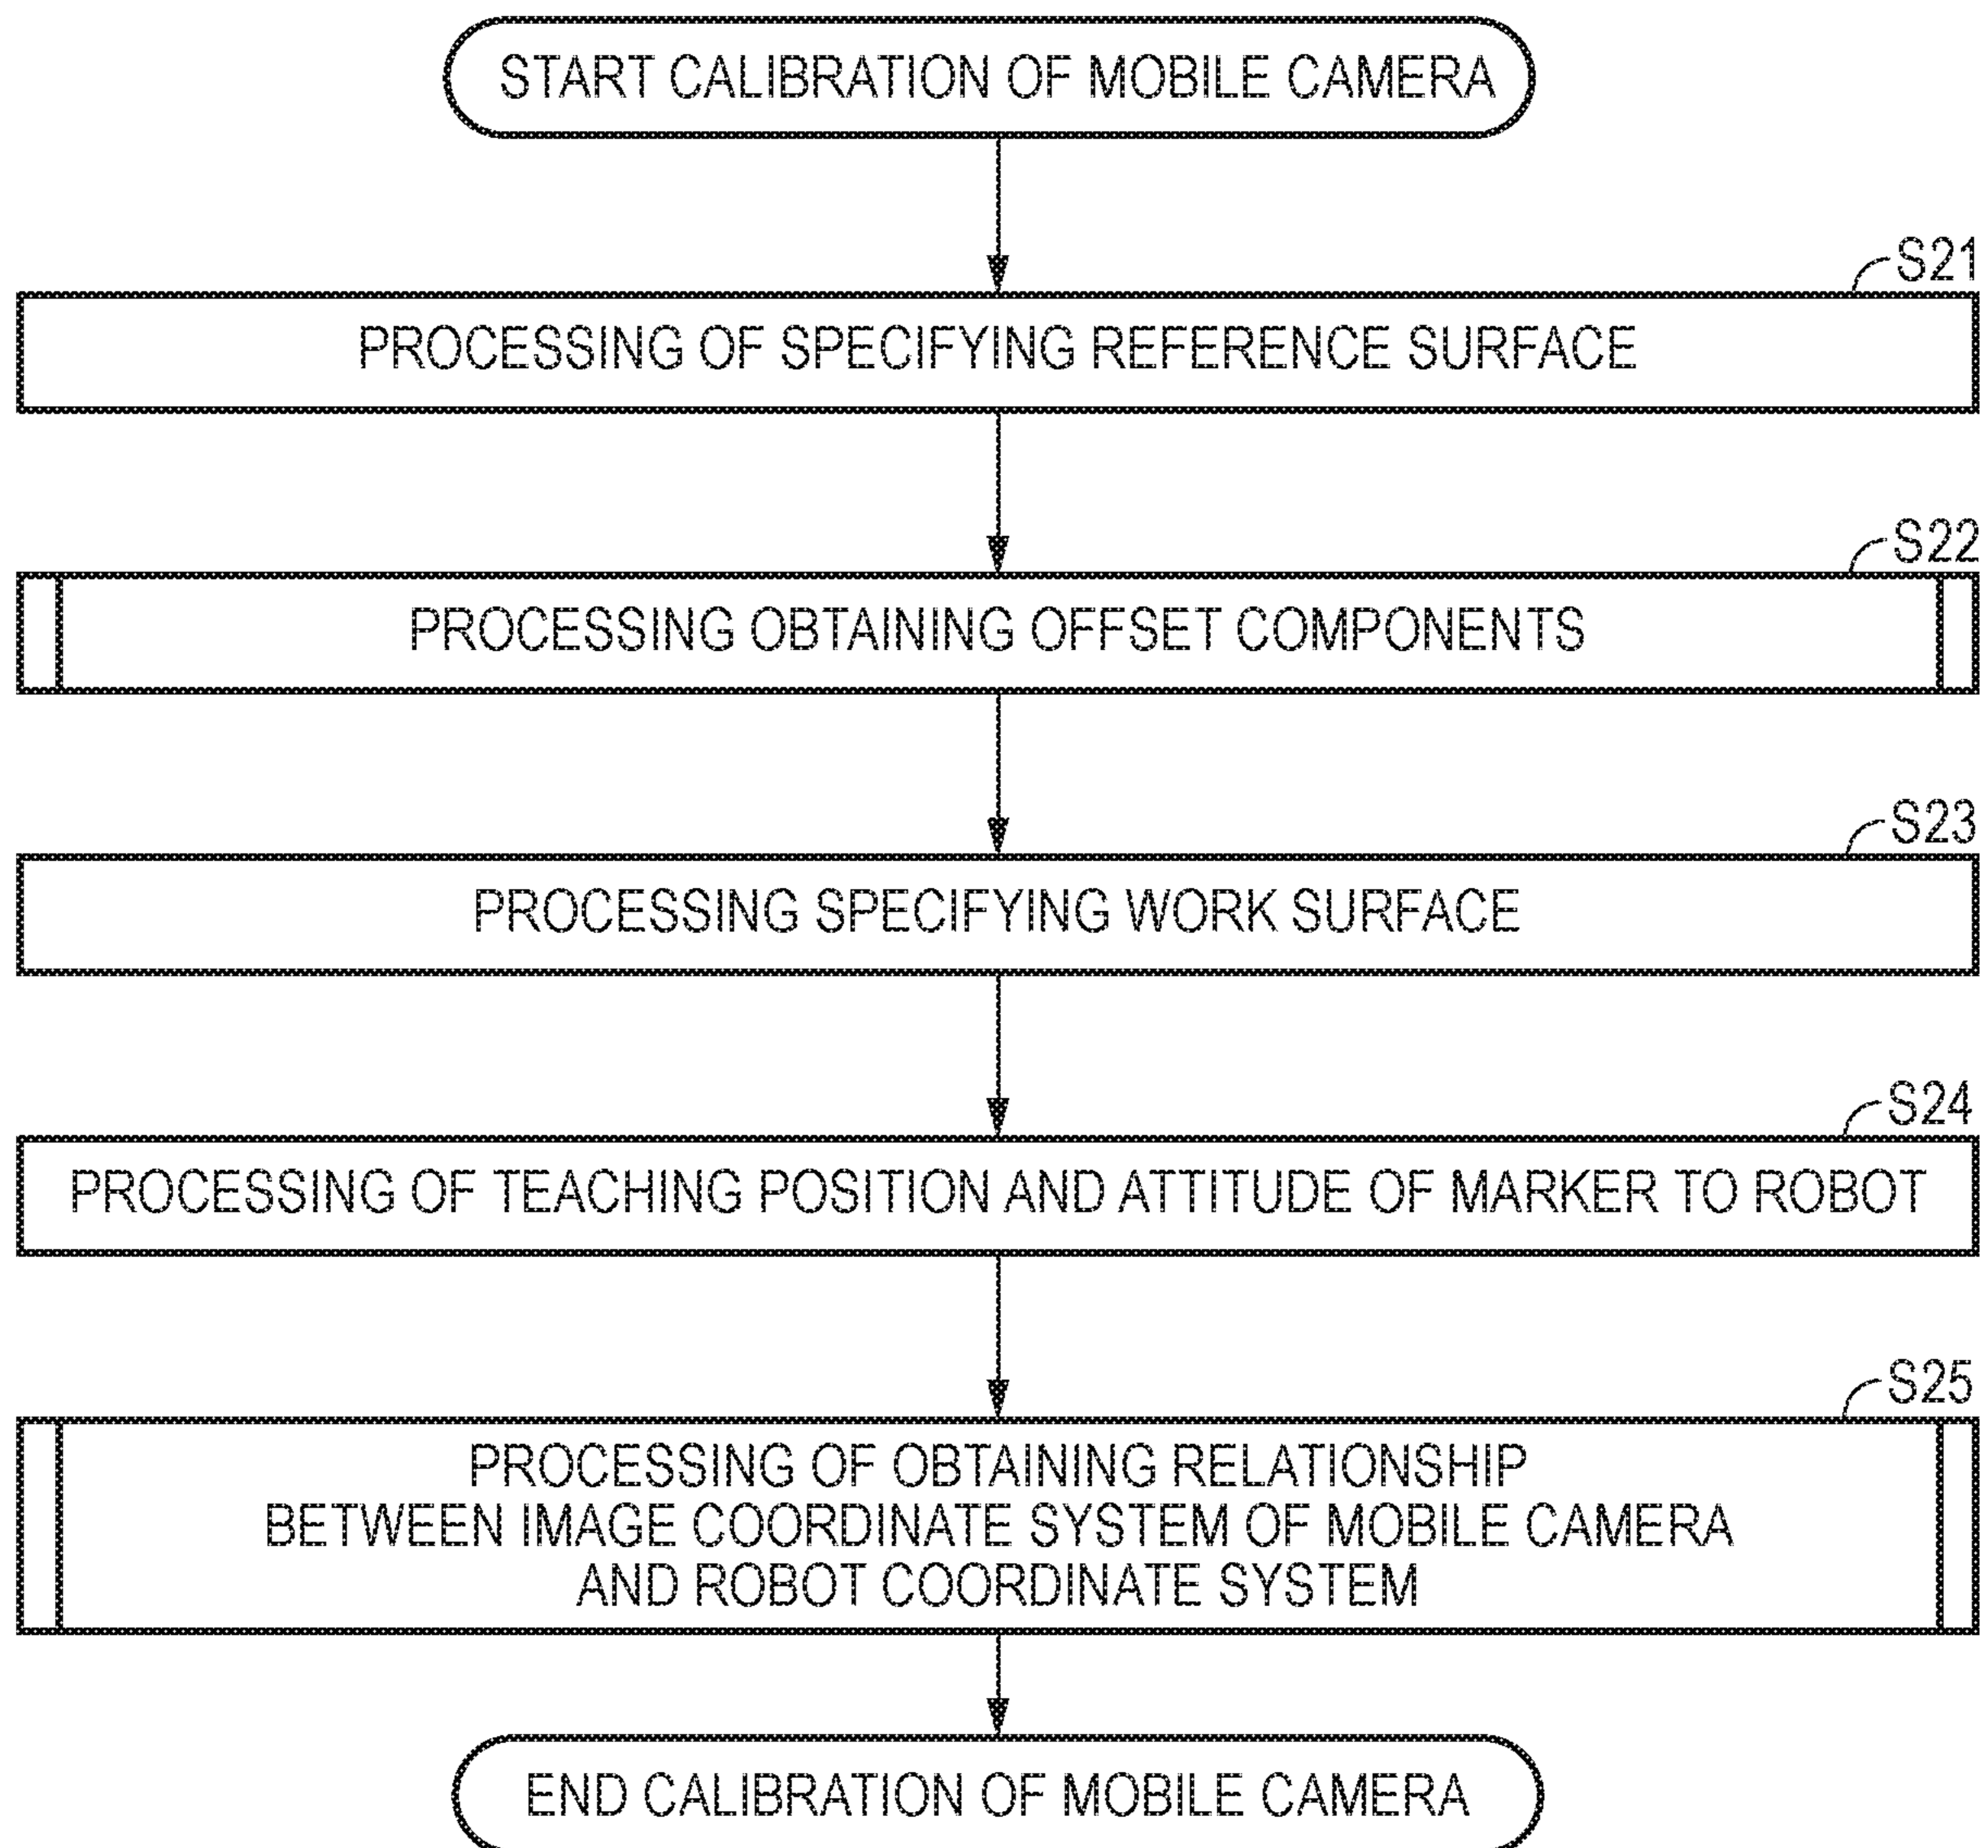 START CALIBRATION OF MOBILE CAMERA
S21
PROCESSING OF SPECIFYING REFERENCE SURFACE
S22
PROCESSING OBTAINING OFFSET COMPONENTS
S23
PROCESSING SPECIFYING WORK SURFACE
S24
PROCESSING OF TEACHING POSITION AND ATTITUDE OF MARKER TO ROBOT
S25
PROCESSING OF OBTAINING RELATIONSHIP
BETWEEN IMAGE COORDINATE SYSTEM OF MOBILE CAMERA
AND ROBOT COORDINATE SYSTEM
END CALIBRATION OF MOBILE CAMERA